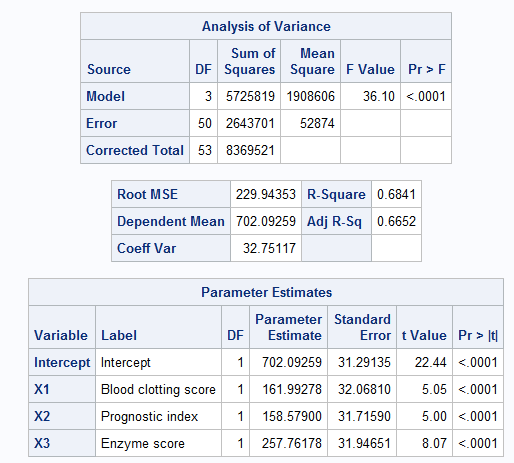 Analysis of Variance
Source DF Sum of Squares Mean Square F Value Pr > F
Model 3 5725819 1908606 36.10 <.0001
Error 50 2643701 52874
Corrected Total 53 8369521
Root MSE 229.94353 R-Square 0.6841
Dependent Mean 702.09259 Adj R-Sq 0.6652
Coeff Var 32.75117
Parameter Estimates
Variable Label DF Parameter Estimate Standard Error t Value Pr > |t|
Intercept Intercept 1 702.09259 31.29135 22.44 <.0001
X1 Blood clotting score 1 161.99278 32.06810 5.05 <.0001
X2 Prognostic index 1 158.57900 31.71590 5.00 <.0001
X3 Enzyme score 1 257.76178 31.94651 8.07 <.0001